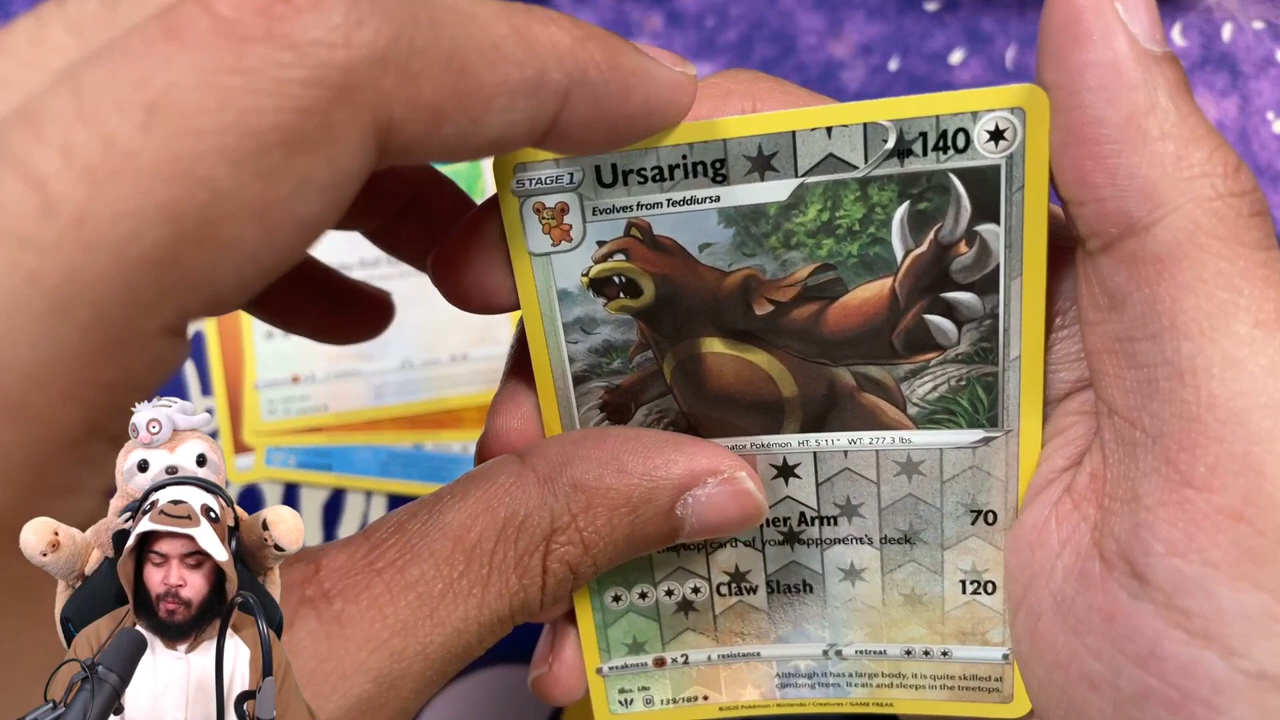 STAGE1
Ursaring
HP 140
Evolves from Teddiursa
nator Pokémon HT: 5'11" WT: 277.3 lbs.
er Arm 70
the top card of your opponent's deck.
Claw Slash 120
weakness ×2 resistance retreat
Although it has a large body, it is quite skilled at
climbing trees. It eats and sleeps in the treetops.
D 139/189
©2020 Pokémon / Nintendo / Creatures / GAME FREAK